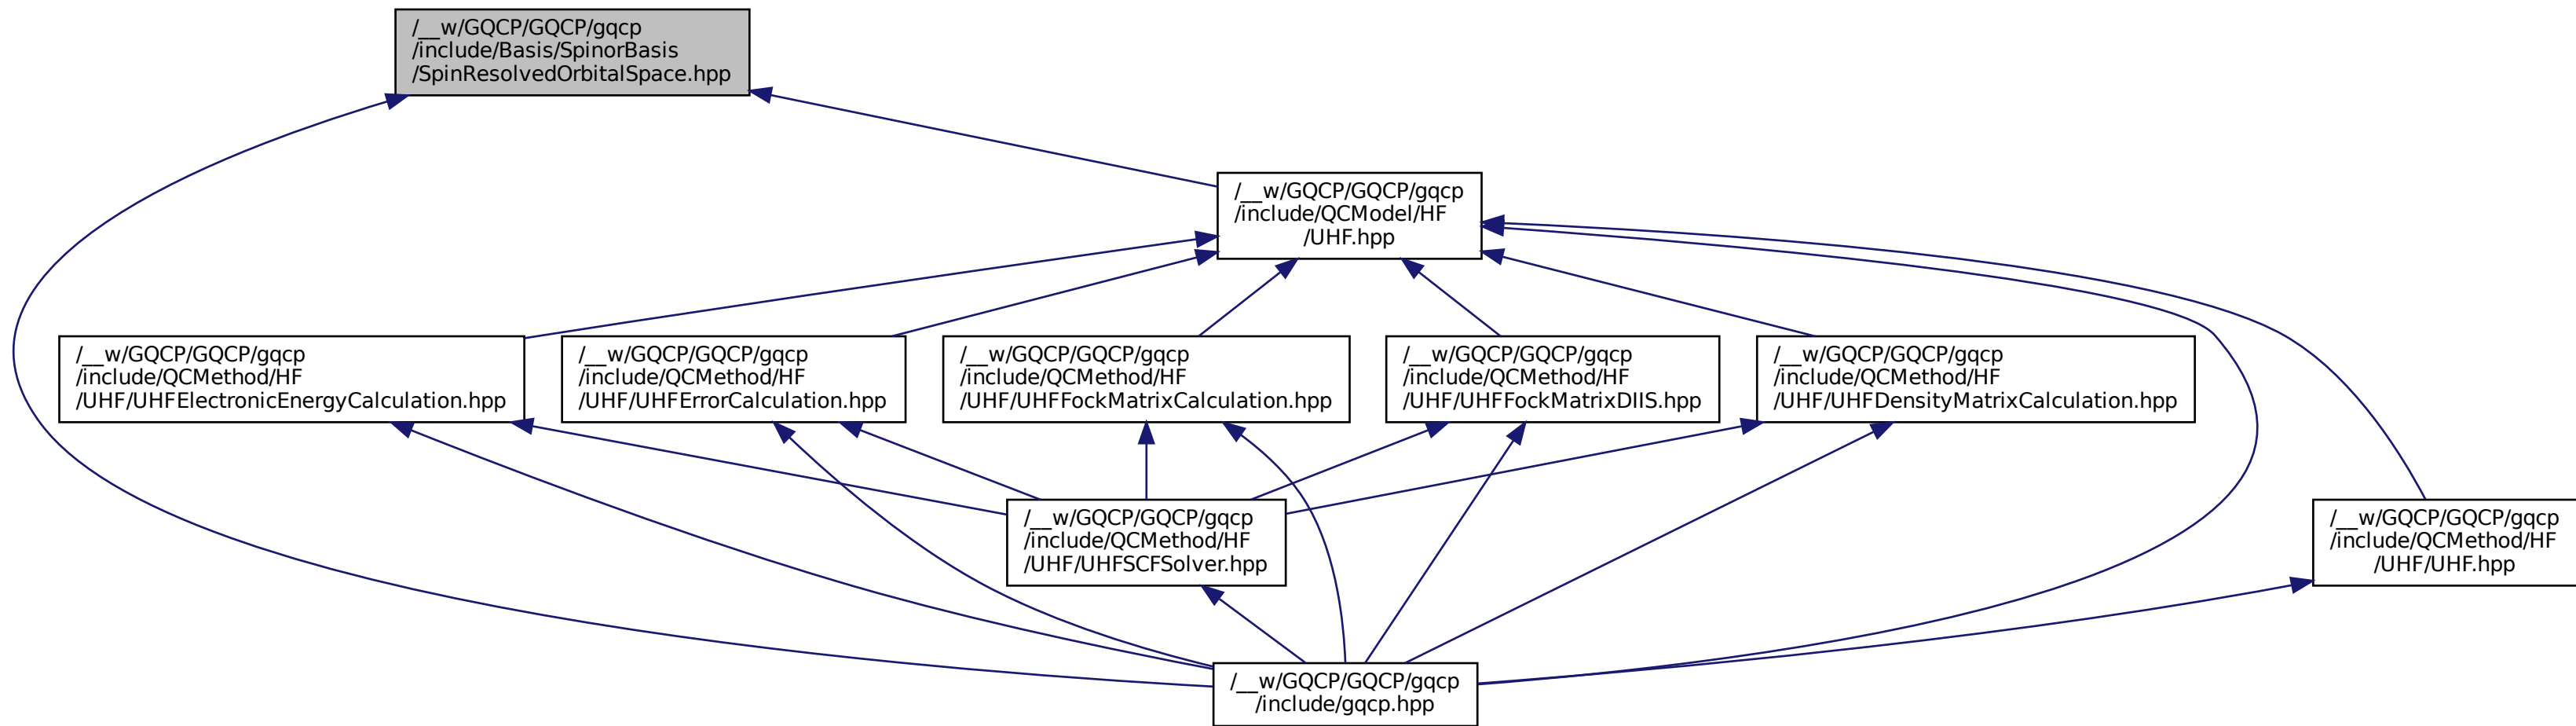 /__w/GQCP/GQCP/gqcp
/include/Basis/SpinorBasis
/SpinResolvedOrbitalSpace.hpp
/__w/GQCP/GQCP/gqcp
/include/QCModel/HF
/UHF.hpp
/__w/GQCP/GQCP/gqcp
/include/QCMethod/HF
/UHF/UHFElectronicEnergyCalculation.hpp
/__w/GQCP/GQCP/gqcp
/include/QCMethod/HF
/UHF/UHFErrorCalculation.hpp
/__w/GQCP/GQCP/gqcp
/include/QCMethod/HF
/UHF/UHFFockMatrixCalculation.hpp
/__w/GQCP/GQCP/gqcp
/include/QCMethod/HF
/UHF/UHFFockMatrixDIIS.hpp
/__w/GQCP/GQCP/gqcp
/include/QCMethod/HF
/UHF/UHFDensityMatrixCalculation.hpp
/__w/GQCP/GQCP/gqcp
/include/QCMethod/HF
/UHF/UHFSCFSolver.hpp
/__w/GQCP/GQCP/gqcp
/include/QCMethod/HF
/UHF/UHF.hpp
/__w/GQCP/GQCP/gqcp
/include/gqcp.hpp